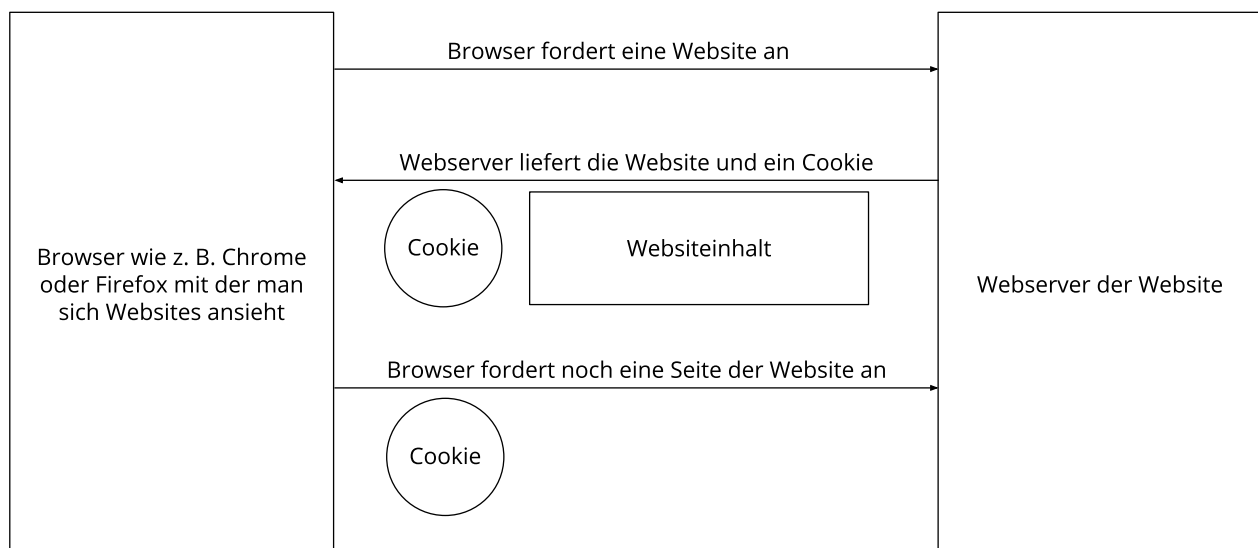 Browser fordert eine Website an
Webserver liefert die Website und ein Cookie
Cookie
Websiteinhalt
Browser wie z. B. Chrome
oder Firefox mit der man
sich Websites ansieht
Webserver der Website
Browser fordert noch eine Seite der Website an
Cookie